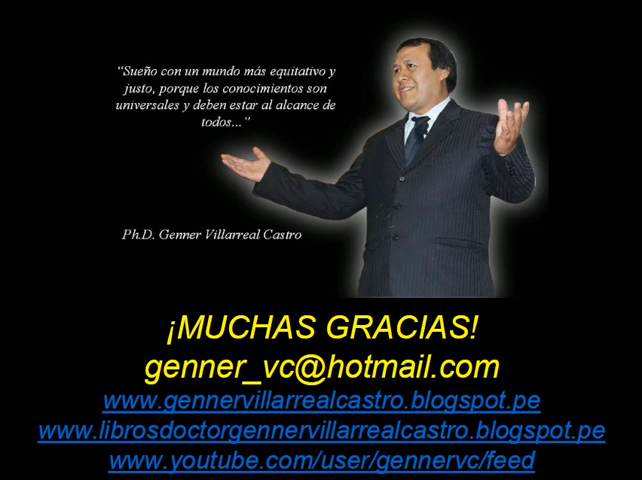 “Sueño con un mundo más equitativo y
justo, porque los conocimientos son
universales y deben estar al alcance de
todos...”
Ph.D. Genner Villarreal Castro
¡MUCHAS GRACIAS!
genner_vc@hotmail.com
www.gennervillarrealcastro.blogspot.pe
www.librosdoctorgennervillarrealcastro.blogspot.pe
www.youtube.com/user/gennervc/feed